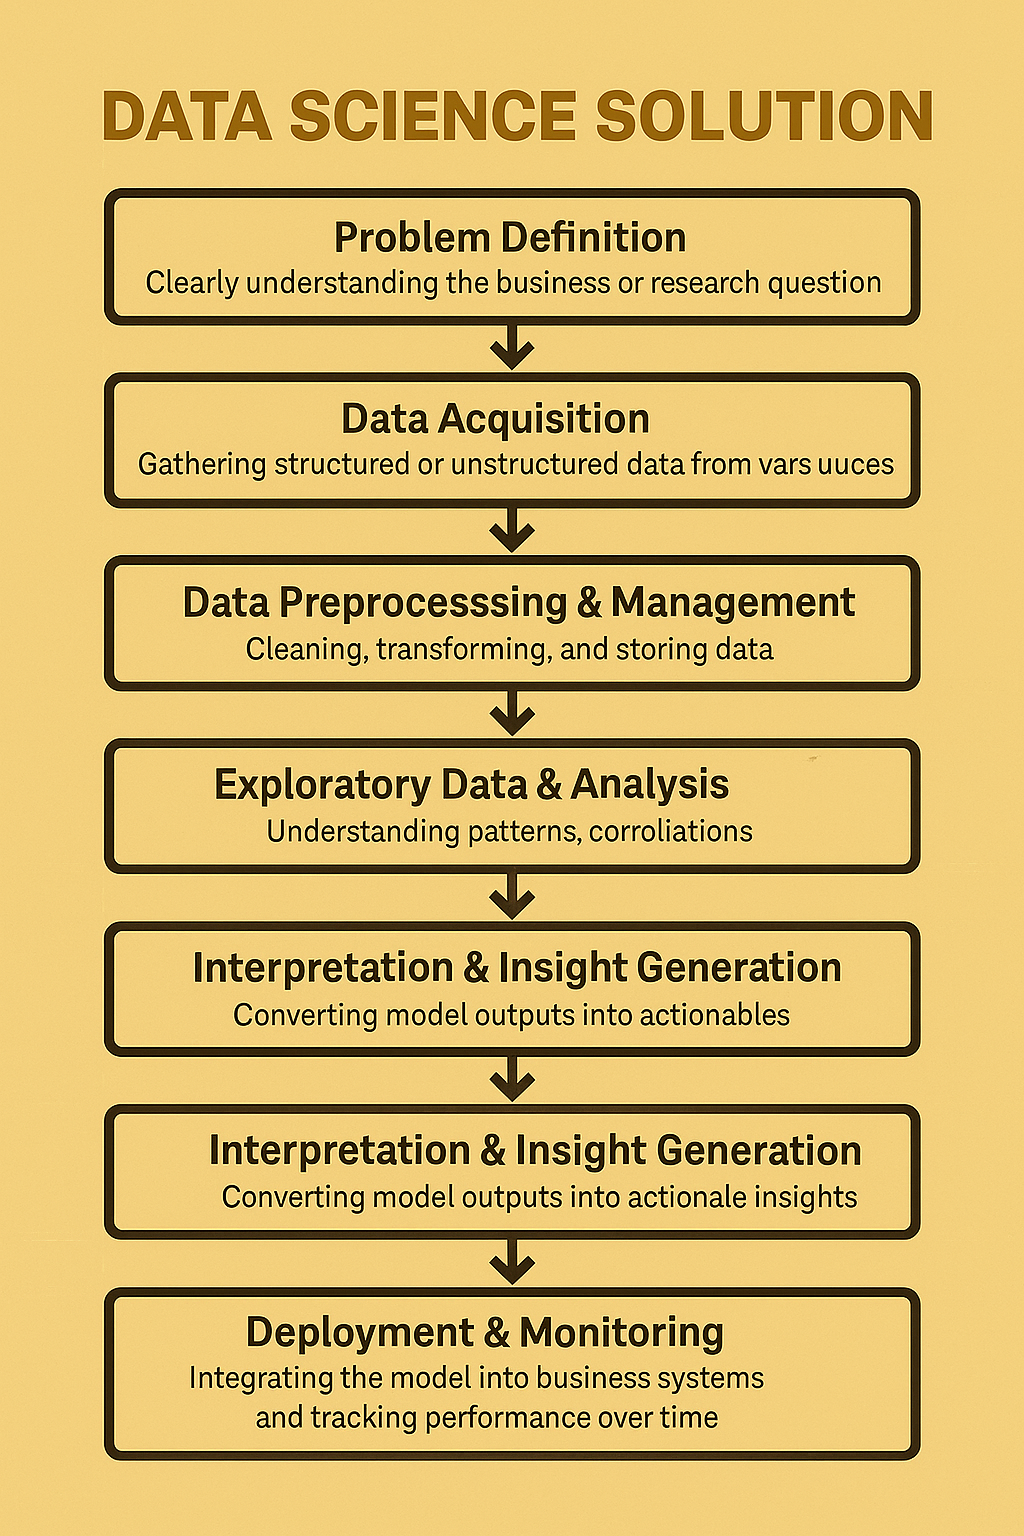 DATA SCIENCE SOLUTION
Problem Definition
Clearly understanding the business or research question
Data Acquisition
Gathering structured or unstructured data from vars uuces
Data Preprocesssing & Management
Cleaning, transforming, and storing data
Exploratory Data & Analysis
Understanding patterns, corroliations
Interpretation & Insight Generation
Converting model outputs into actionables
Interpretation & Insight Generation
Converting model outputs into actionale insights
Deployment & Monitoring
Integrating the model into business systems
and tracking performance over time